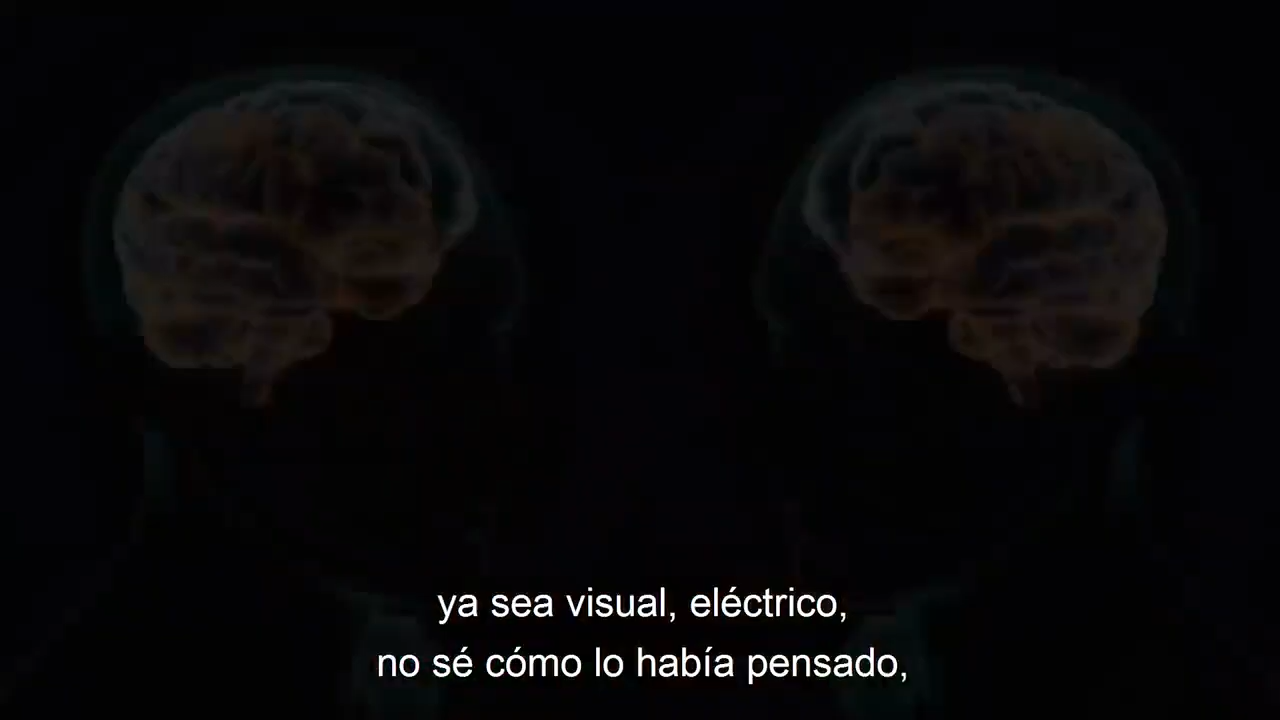 ya sea visual, eléctrico,
no sé cómo lo había pensado,